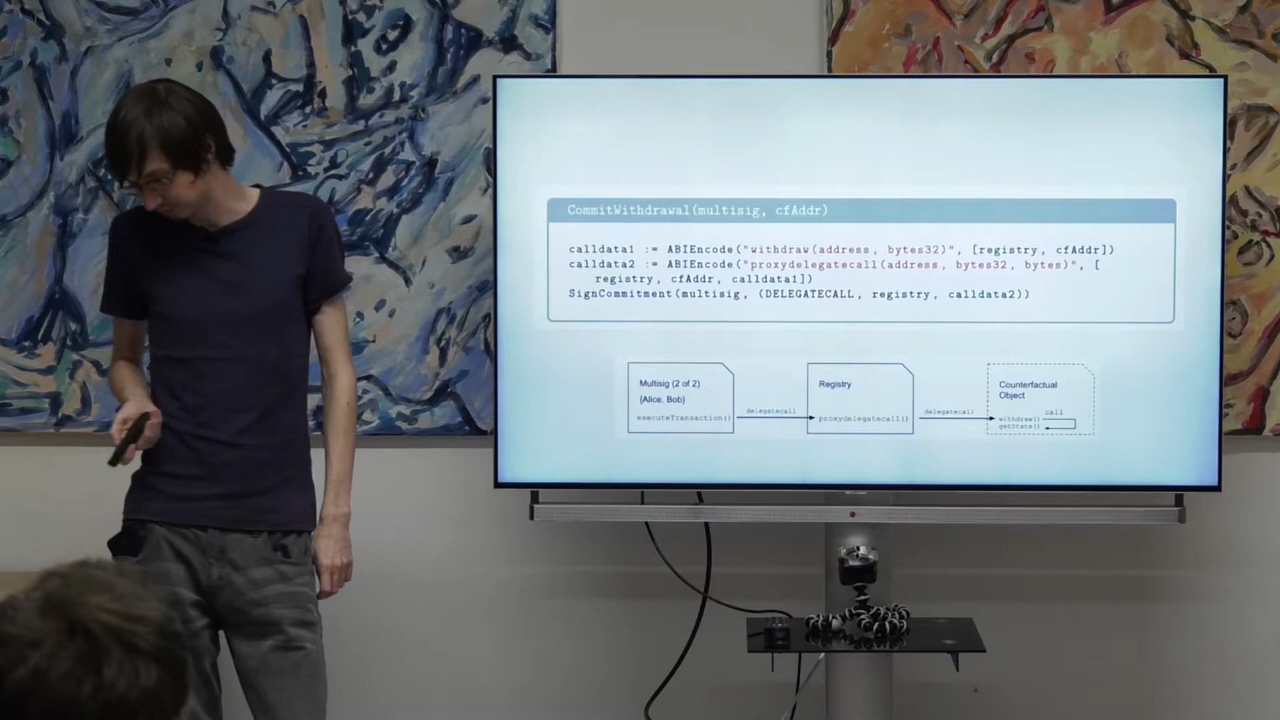 CommitWithdrawal(multisig, cfAddr)
calldata1 := ABIEncode("withdraw(address, bytes32)", [registry, cfAddr])
calldata2 := ABIEncode("proxydelegatecall(address, bytes32, bytes)", [
registry, cfAddr, calldata1])
SignCommitment(multisig, (DELEGATECALL, registry, calldata2))
Multisig (2 of 2)
{Alice, Bob}
executeTransaction()
delegatecall
Registry
proxydelegatecall()
delegatecall
Counterfactual
Object
call
withdraw()
getState()